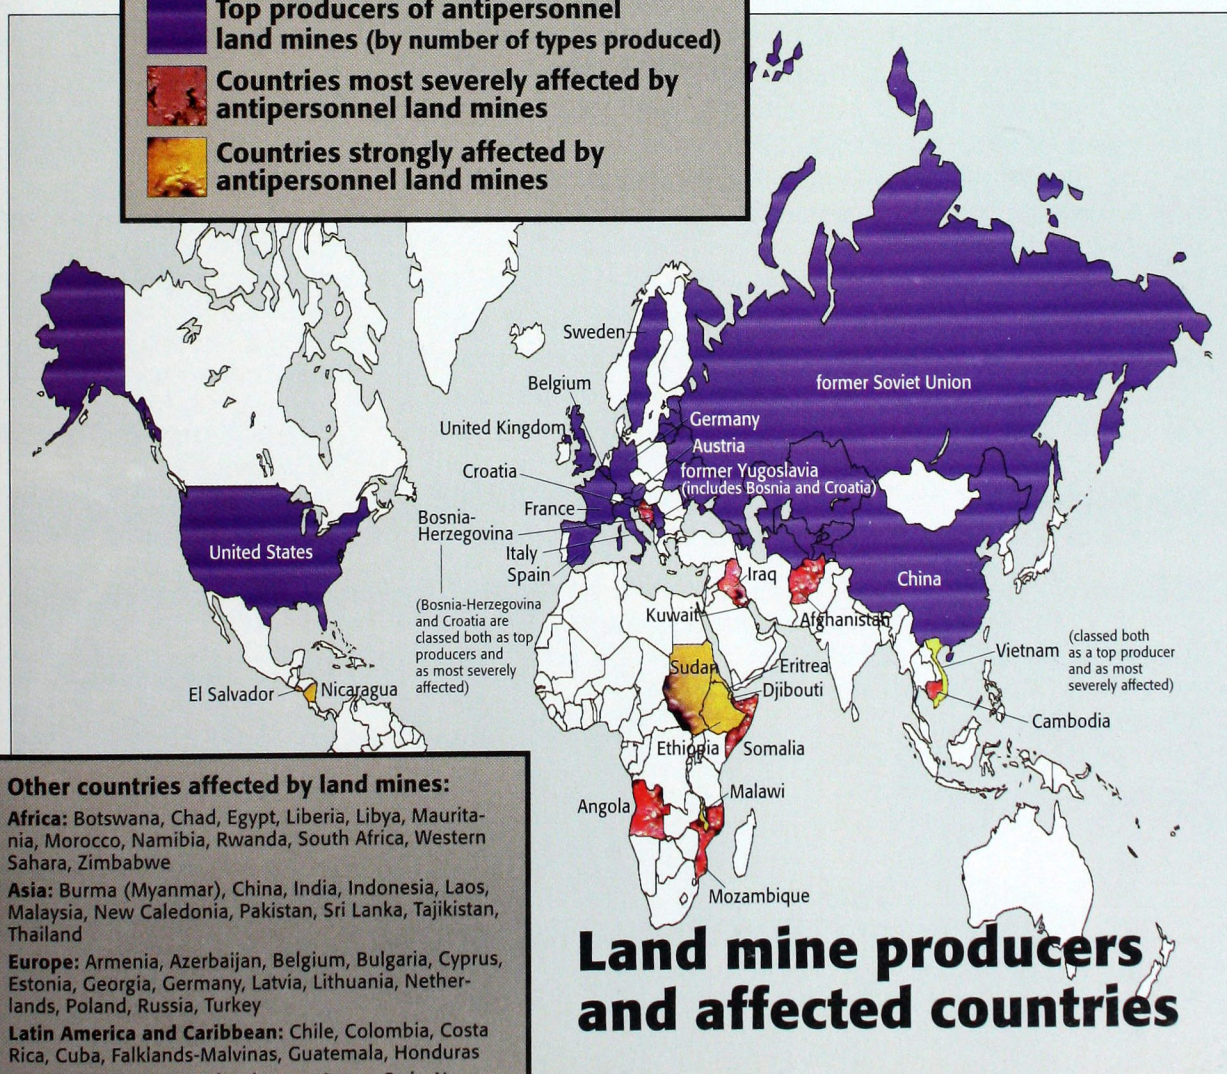 Top producers of antipersonnel
land mines (by number of types produced)
Countries most severely affected by
antipersonnel land mines
Countries strongly affected by
antipersonnel land mines
Sweden
Belgium
former Soviet Union
Germany
United Kingdom
Austria
Croatia
former Yugoslavia
(includes Bosnia and Croatia)
France
Bosnia-
Herzegovina
Italy
Spain
United States
Iraq
China
(Bosnia-Herzegovina
and Croatia are
classed both as top
producers and
as most severely
affected)
Kuwait
Afghanistan
Vietnam
(classed both
as a top producer
and as most
severely affected)
Sudan
Eritrea
El Salvador
Nicaragua
Djibouti
Cambodia
Ethiopia
Somalia
Malawi
Angola
Mozambique
Other countries affected by land mines:
Africa: Botswana, Chad, Egypt, Liberia, Libya, Maurita-
nia, Morocco, Namibia, Rwanda, South Africa, Western
Sahara, Zimbabwe
Asia: Burma (Myanmar), China, India, Indonesia, Laos,
Malaysia, New Caledonia, Pakistan, Sri Lanka, Tajikistan,
Thailand
Europe: Armenia, Azerbaijan, Belgium, Bulgaria, Cyprus,
Estonia, Georgia, Germany, Latvia, Lithuania, Nether-
lands, Poland, Russia, Turkey
Latin America and Caribbean: Chile, Colombia, Costa
Rica, Cuba, Falklands-Malvinas, Guatemala, Honduras
Land mine producers
and affected countries